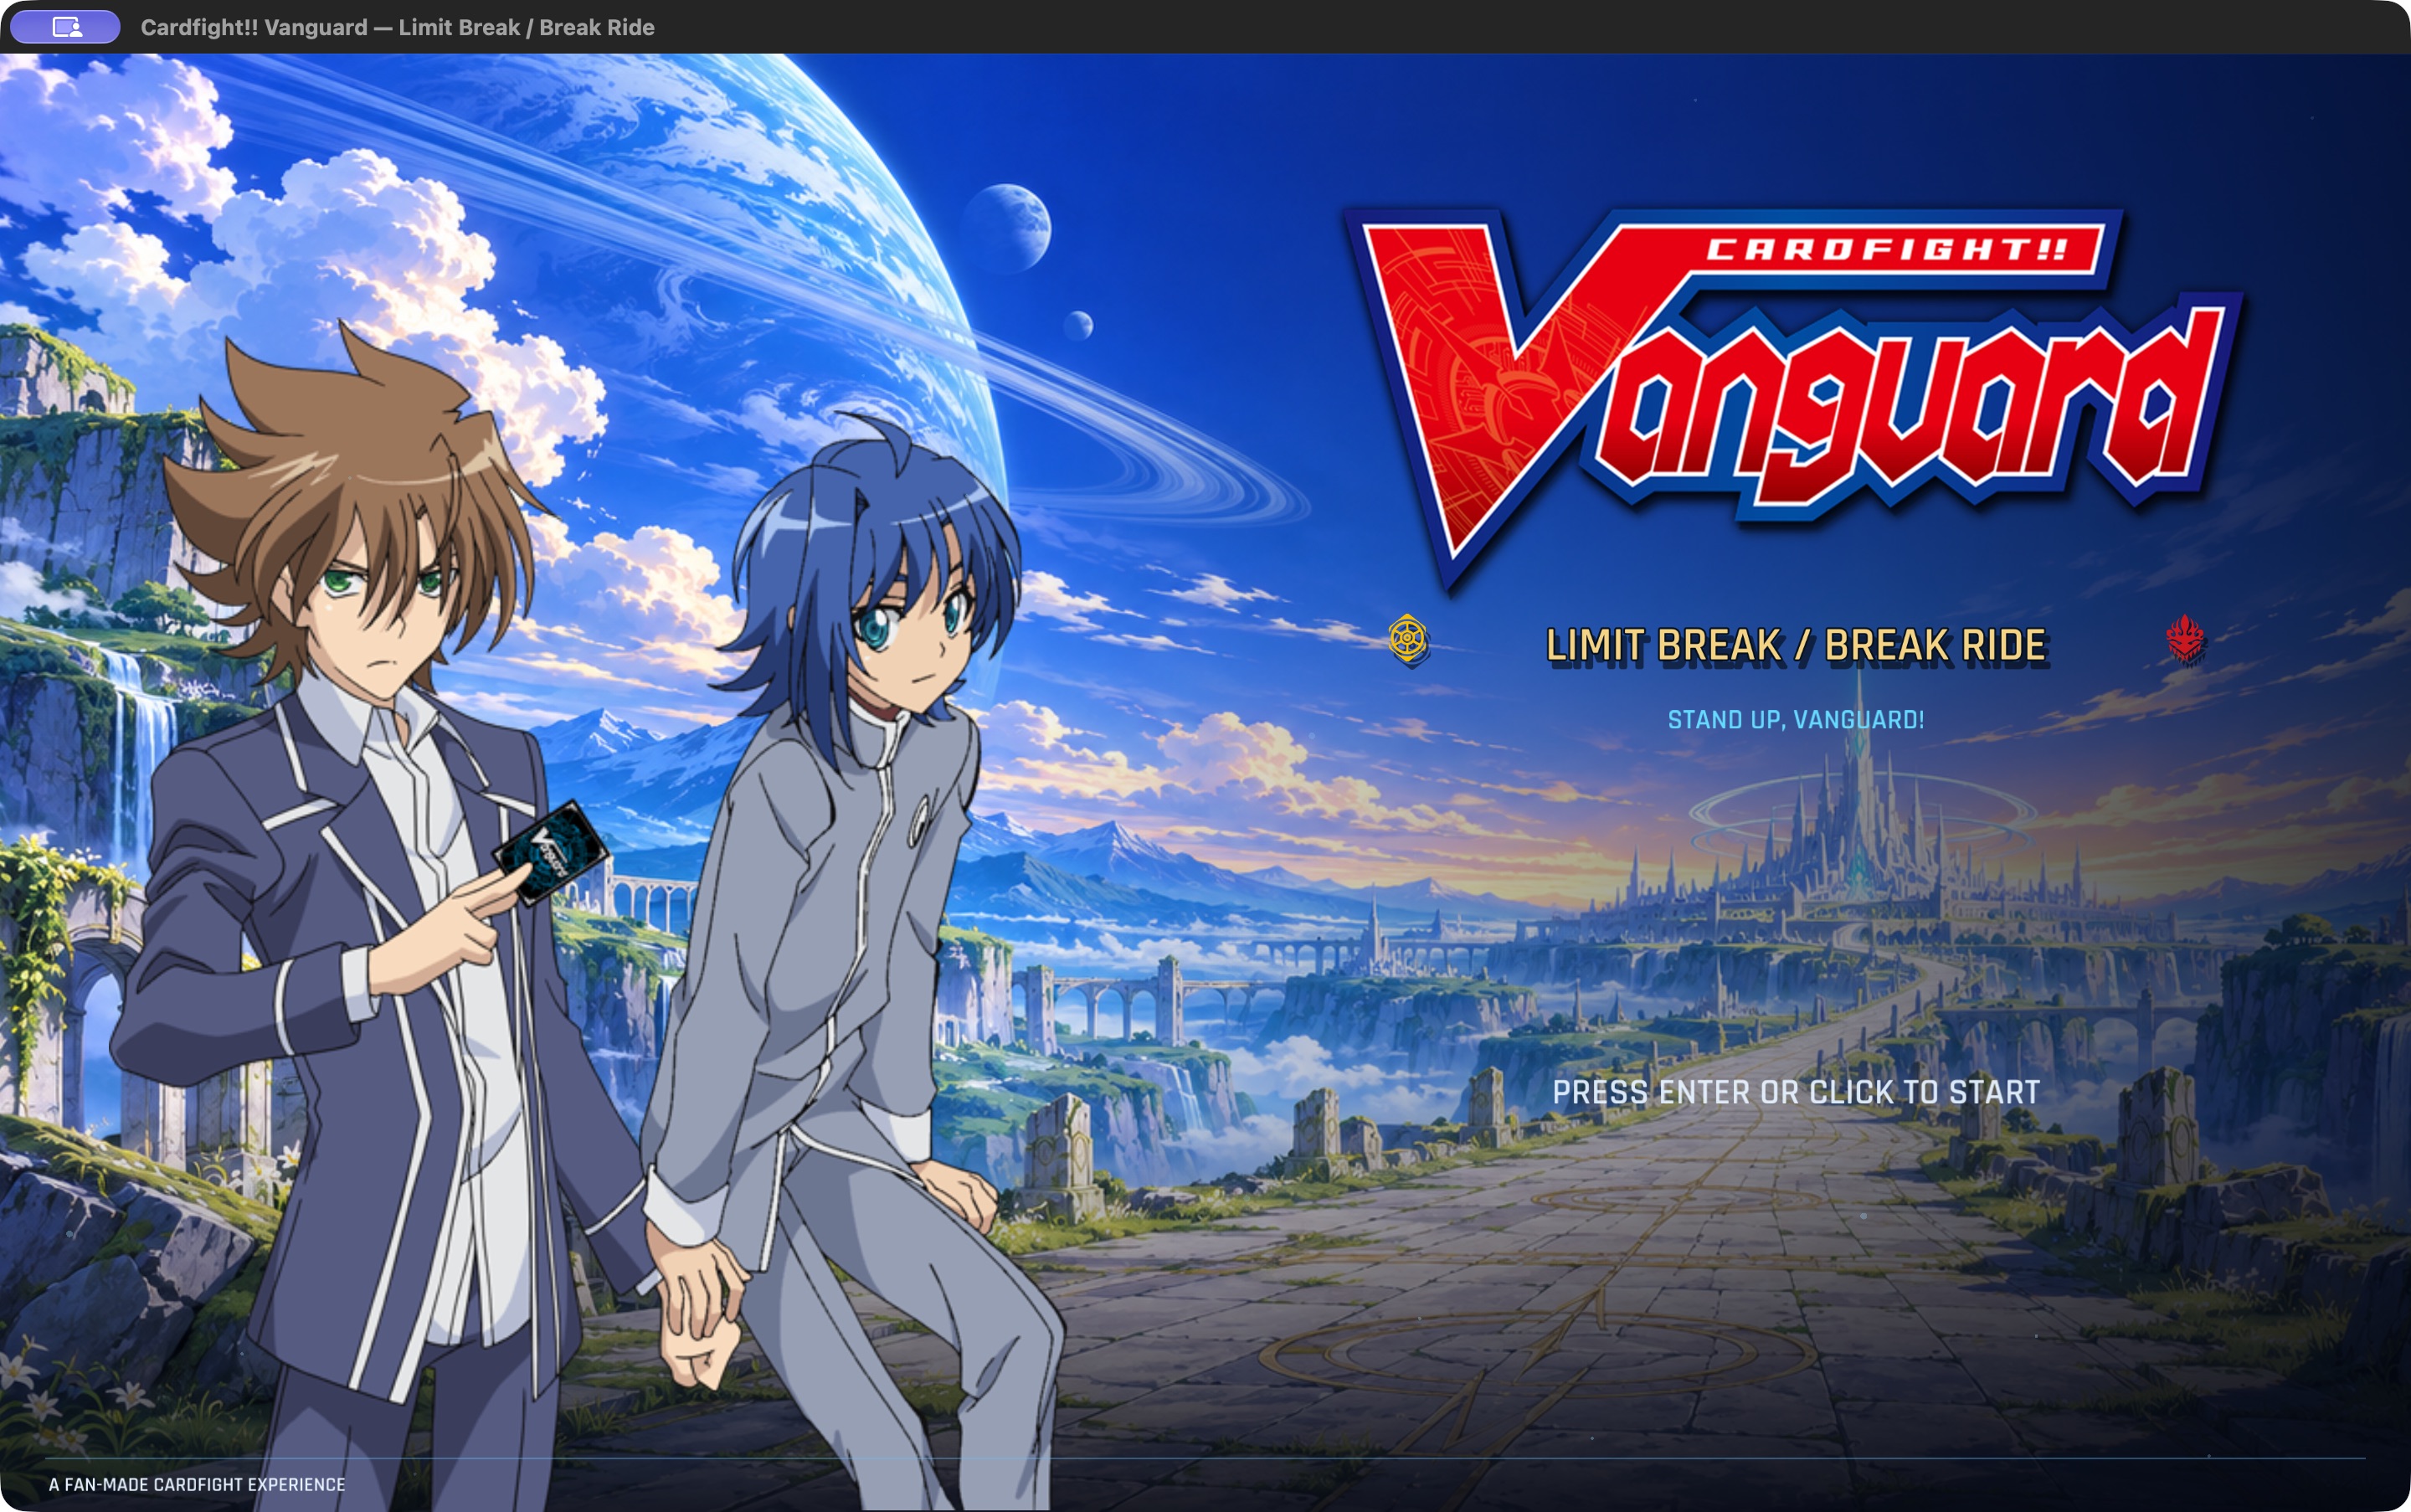 Cardfight!! Vanguard — Limit Break / Break Ride
CARDFIGHT!!
Vanguard
LIMIT BREAK / BREAK RIDE
STAND UP, VANGUARD!
Vanguard
PRESS ENTER OR CLICK TO START
A FAN-MADE CARDFIGHT EXPERIENCE